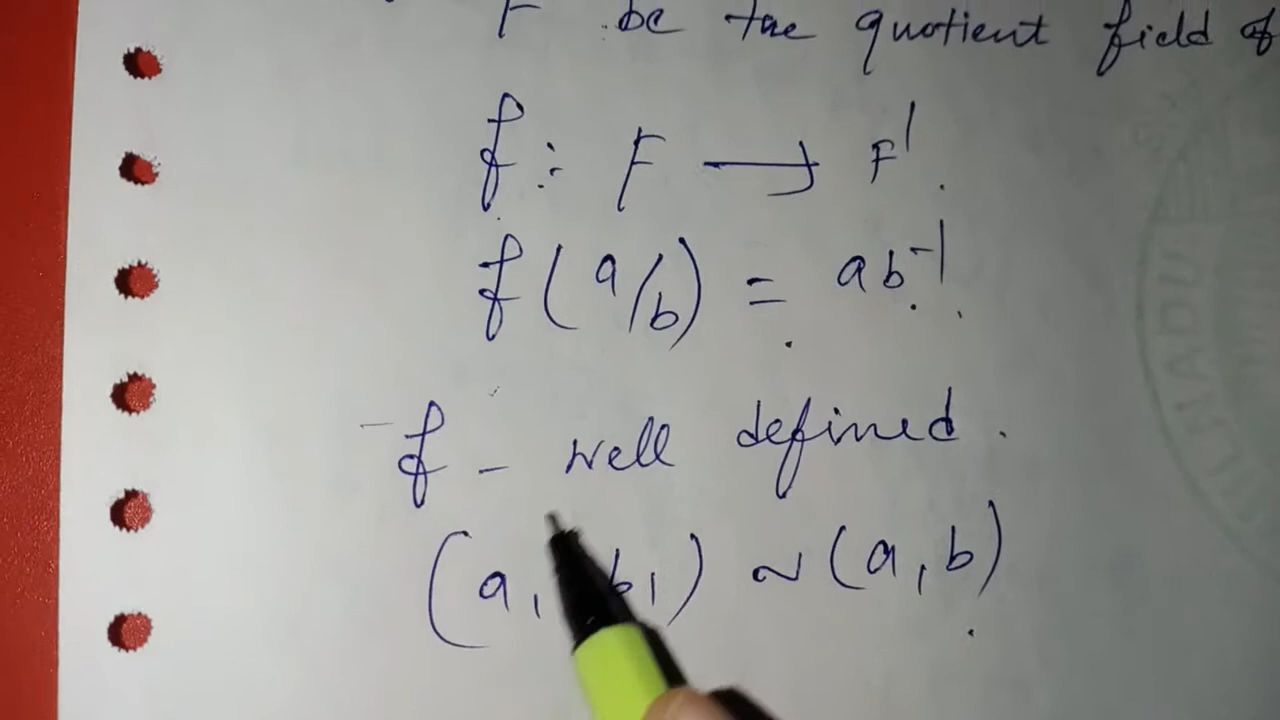 F be the quotient field of
f : F → F'.
f(a/b) = ab⁻¹.
f - well defined.
(a₁, b₁) ~ (a, b)